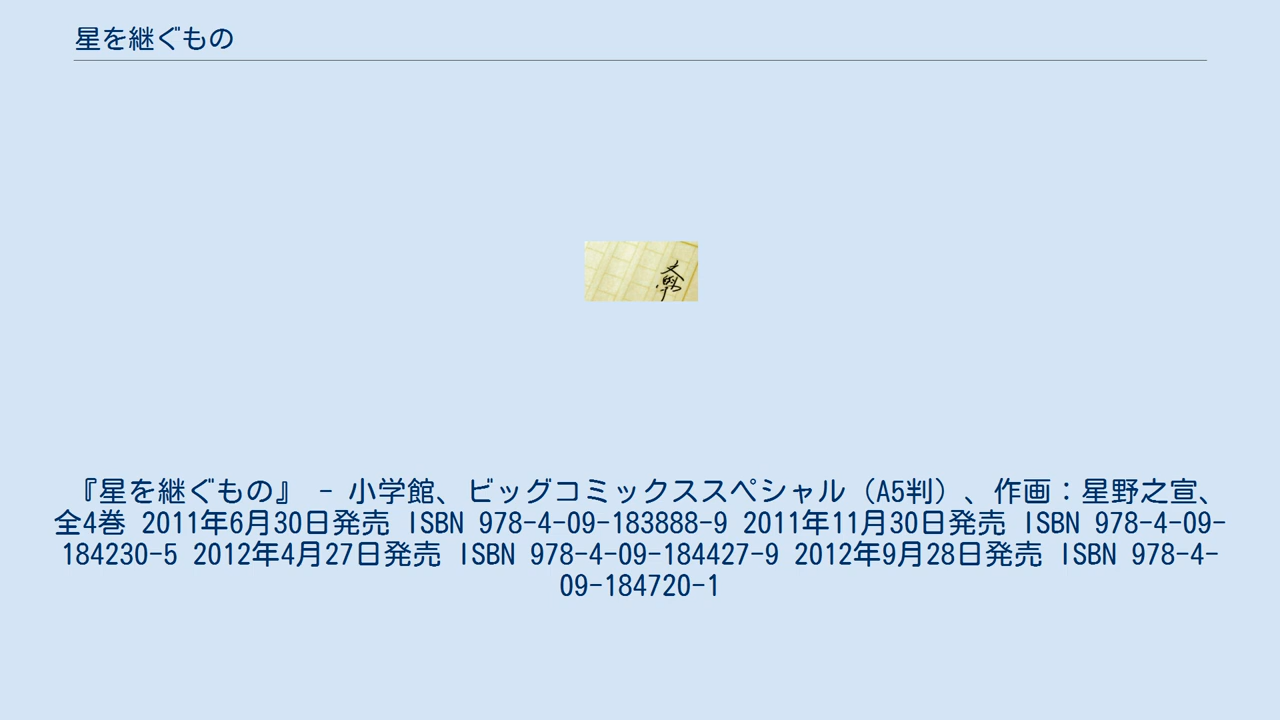 星を継ぐもの
『星を継ぐもの』 - 小学館、ビッグコミックススペシャル（A5判）、作画：星野之宣、
全4巻 2011年6月30日発売 ISBN 978-4-09-183888-9 2011年11月30日発売 ISBN 978-4-09-
184230-5 2012年4月27日発売 ISBN 978-4-09-184427-9 2012年9月28日発売 ISBN 978-4-
09-184720-1